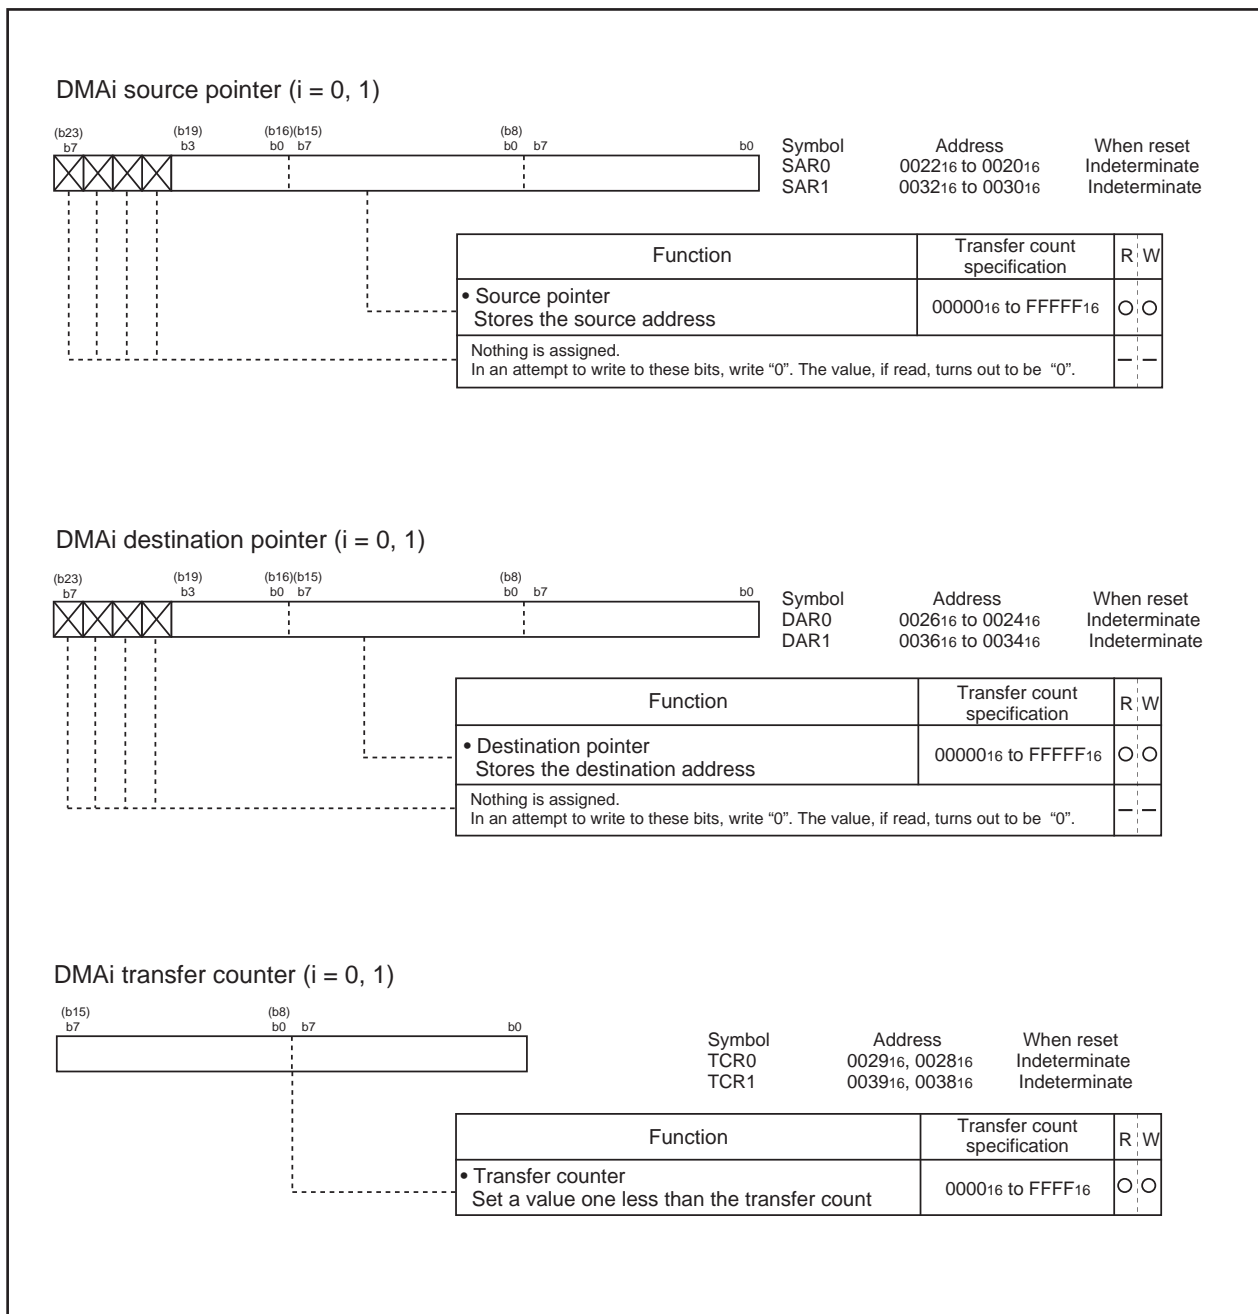 DMAi source pointer (i = 0, 1)
(b23) (b19) (b16)(b15) (b8)
b7 b3 b0 b7 b0 b7 b0
Symbol Address When reset
SAR0 002216 to 002016 Indeterminate
SAR1 003216 to 003016 Indeterminate
Function Transfer count specification R W
• Source pointer
Stores the source address
0000016 to FFFFF16
Nothing is assigned.
In an attempt to write to these bits, write “0”. The value, if read, turns out to be “0”.
DMAi destination pointer (i = 0, 1)
(b23) (b19) (b16)(b15) (b8)
b7 b3 b0 b7 b0 b7 b0
Symbol Address When reset
DAR0 002616 to 002416 Indeterminate
DAR1 003616 to 003416 Indeterminate
Function Transfer count specification R W
• Destination pointer
Stores the destination address
0000016 to FFFFF16
Nothing is assigned.
In an attempt to write to these bits, write “0”. The value, if read, turns out to be “0”.
DMAi transfer counter (i = 0, 1)
(b15) (b8)
b7 b0 b7 b0
Symbol Address When reset
TCR0 002916, 002816 Indeterminate
TCR1 003916, 003816 Indeterminate
Function Transfer count specification R W
• Transfer counter
Set a value one less than the transfer count
000016 to FFFF16